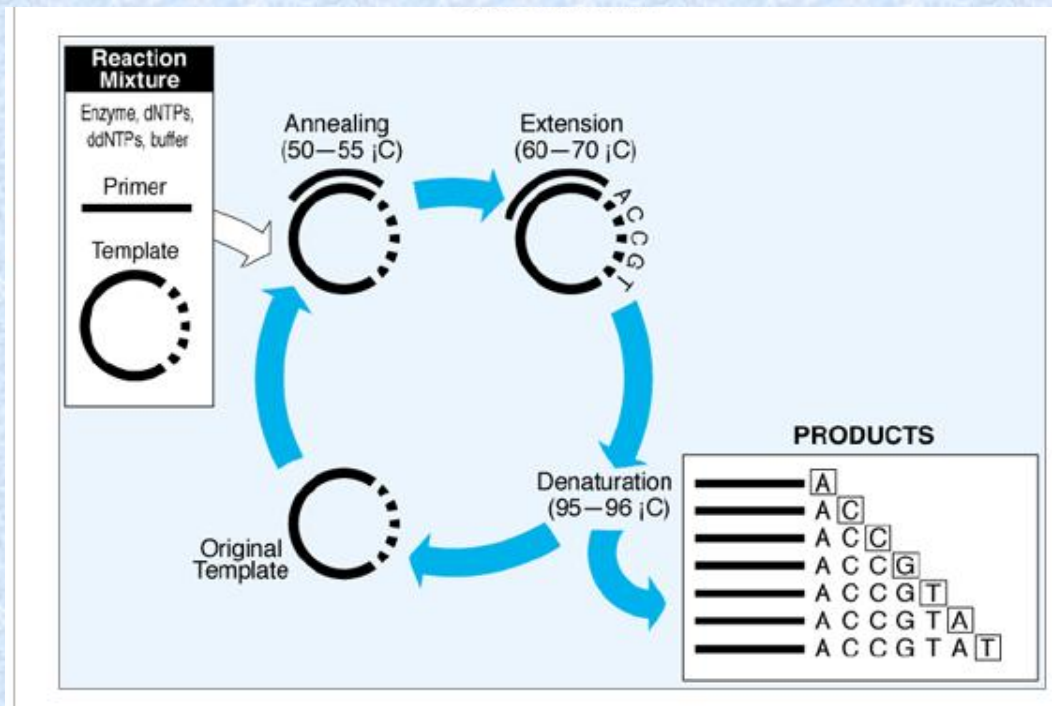 Reaction
Mixture
Enzyme, dNTPs,
ddNTPs, buffer
Primer
Template
Annealing
(50–55 ¡C)
Extension
(60–70 ¡C)
A C C G T
Denaturation
(95–96 ¡C)
Original
Template
PRODUCTS
A
A C
A C C
A C C G
A C C G T
A C C G T A
A C C G T A T